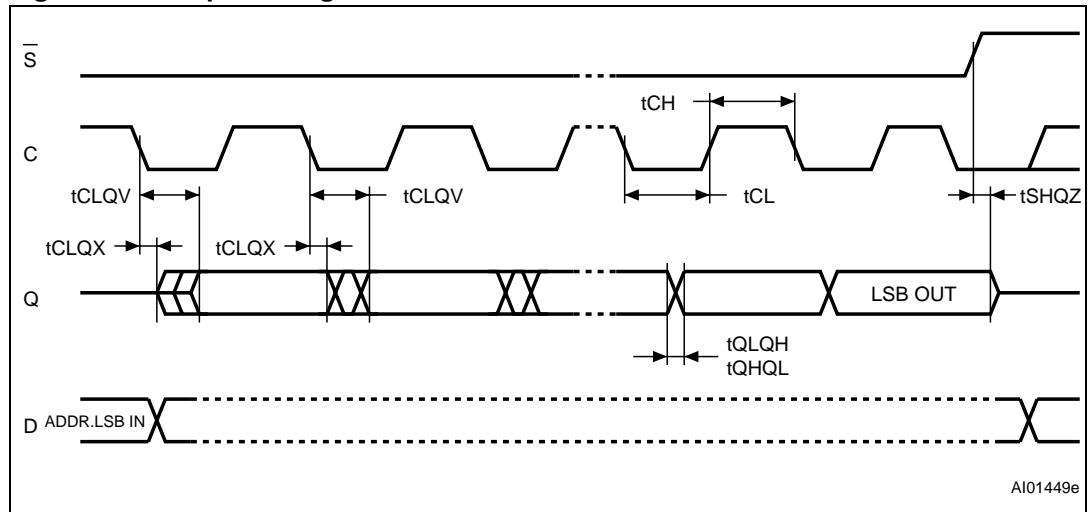 S
tCH
C
tCLQV
tCLQV
tCL
tSHQZ
tCLQX
tCLQX
Q
LSB OUT
tQLQH
tQHQL
D
ADDR.LSB IN
AI01449e